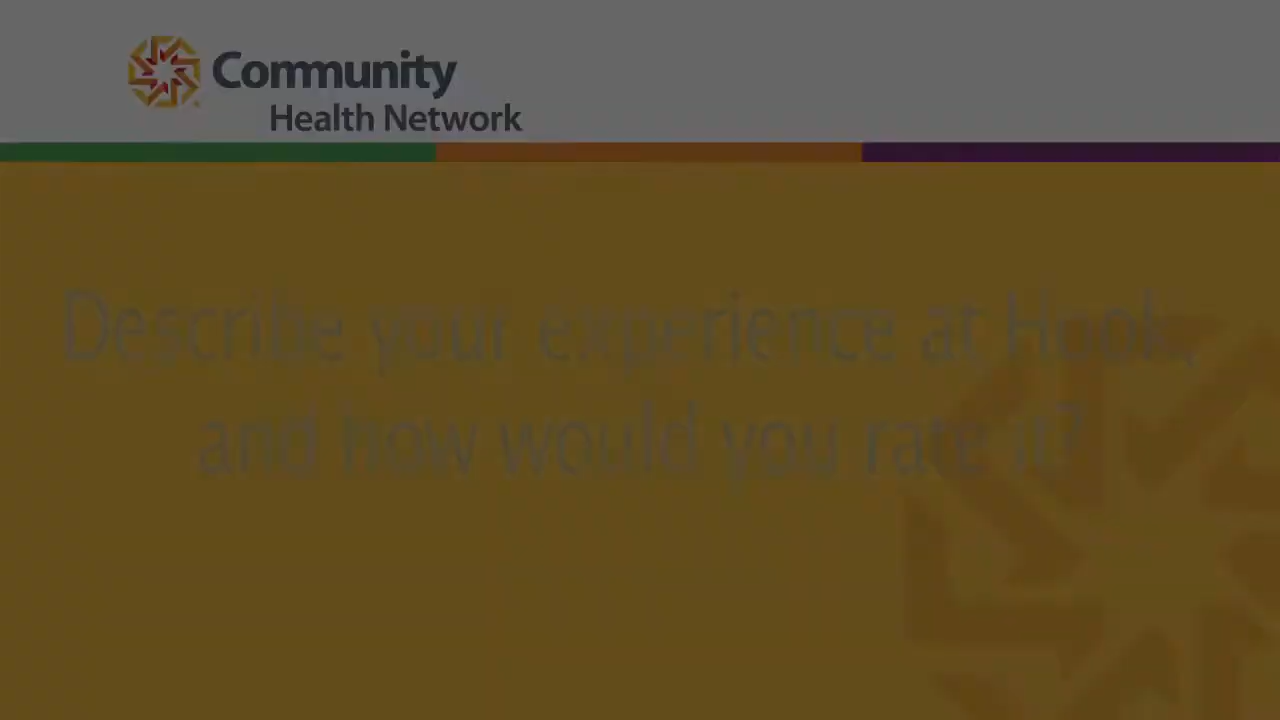 Community
Health Network
Describe your experience at Hook,
and how would you rate it?